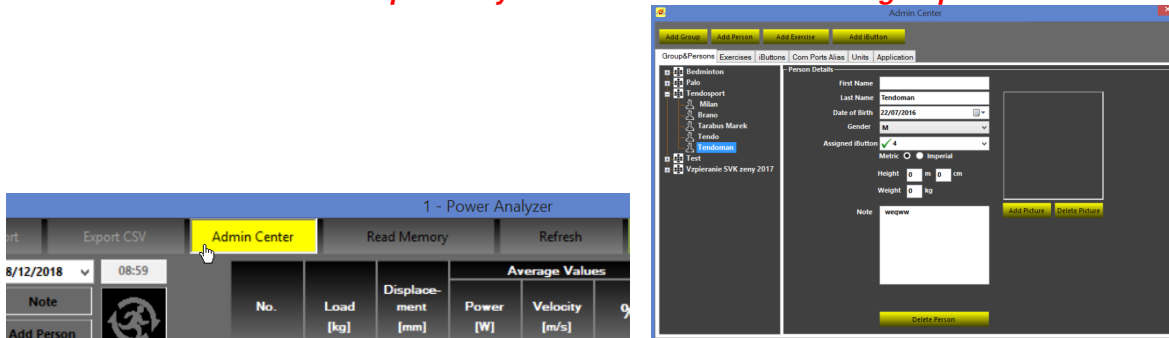 1 - Power Analyzer
Export CSV
Admin Center
Read Memory
Refresh
8/12/2018
08:59
Note
Add Person
No.
Load
[kg]
Displace-
ment
[mm]
Average Values
Power
[W]
Velocity
[m/s]
Admin Center
Add Group
Add Person
Add Exercise
Add iButton
Group&Persons
Exercises
iButtons
Com Ports Alias
Units
Application
Bedminton
Palo
Tendosport
Milan
Brano
Tarabus Marek
Tendo
Tendoman
Test
Vzpieranie SVK zeny 2017
Person Details
First Name
Last Name Tendoman
Date of Birth 22/07/2016
Gender M
Assigned iButton 4
Metric Imperial
Height 0 m 0 cm
Weight 0 kg
Note weqww
Add Picture
Delete Picture
Delete Person